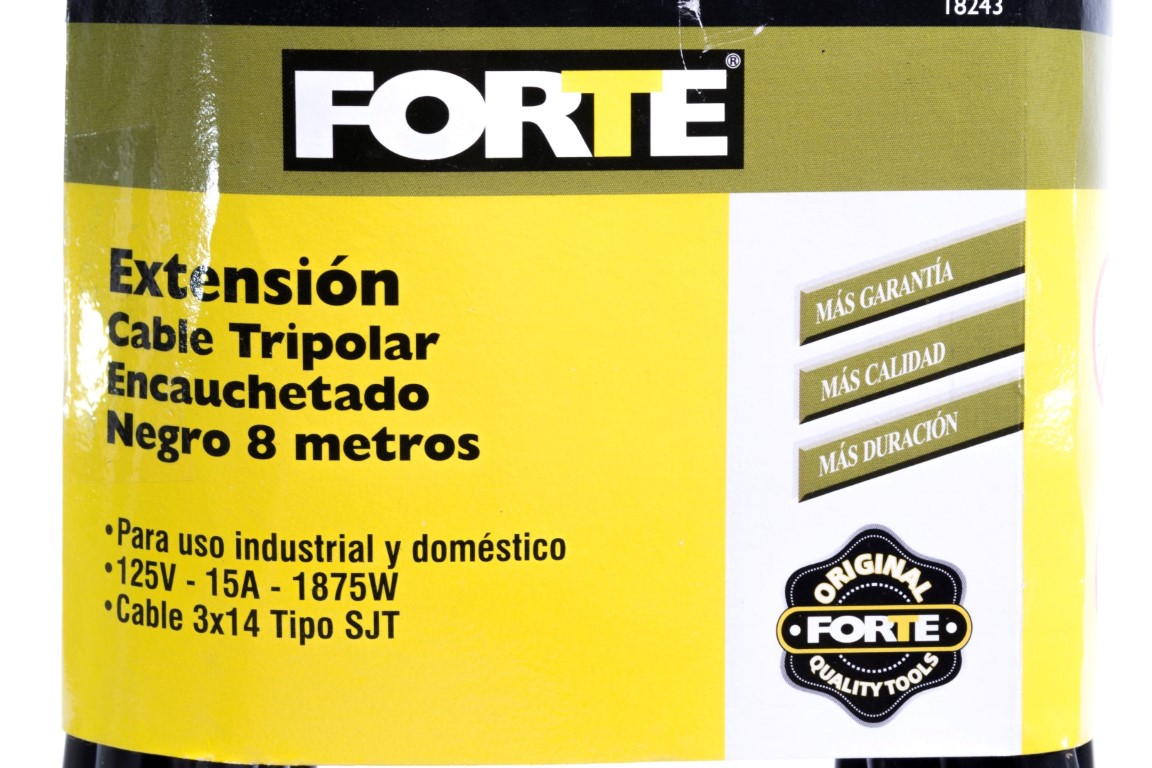 18243
FORTE®
Extensión
Cable Tripolar
Encauchetado
Negro 8 metros
•Para uso industrial y doméstico
•125V - 15A - 1875W
•Cable 3x14 Tipo SJT
MÁS GARANTÍA
MÁS CALIDAD
MÁS DURACIÓN
ORIGINAL
• FORTE •
QUALITY TOOLS